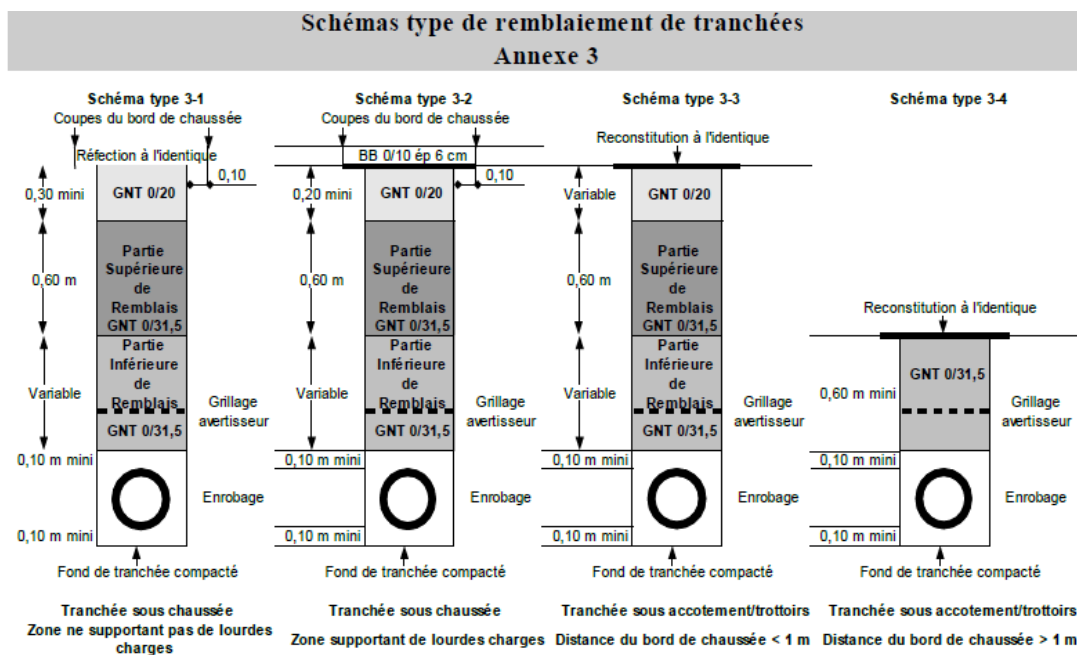 Schémas type de remblaiement de tranchées
Annexe 3
Schéma type 3-1
Coupes du bord de chaussée
Réfection à l'identique
0,10
0,30 mini
GNT 0/20
0,60 m
Partie
Supérieure
de
Remblais
GNT 0/31,5
Variable
Partie
Inférieure
de
Remblais
GNT 0/31,5
Grillage
avertisseur
0,10 m mini
Enrobage
0,10 m mini
Fond de tranchée compacté
Tranchée sous chaussée
Zone ne supportant pas de lourdes
charges
Schéma type 3-2
Coupes du bord de chaussée
BB 0/10 ép 6 cm
0,10
0,20 mini
GNT 0/20
0,60 m
Partie
Supérieure
de
Remblais
GNT 0/31,5
Variable
Partie
Inférieure
de
Remblais
GNT 0/31,5
Grillage
avertisseur
0,10 m mini
Enrobage
0,10 m mini
Fond de tranchée compacté
Tranchée sous chaussée
Zone supportant de lourdes charges
Schéma type 3-3
Reconstitution à l'identique
Variable
GNT 0/20
0,60 m
Partie
Supérieure
de
Remblais
GNT 0/31,5
Variable
Partie
Inférieure
de
Remblais
GNT 0/31,5
Grillage
avertisseur
0,10 m mini
Enrobage
0,10 m mini
Fond de tranchée compacté
Tranchée sous accotement/trottoirs
Distance du bord de chaussée < 1 m
Schéma type 3-4
Reconstitution à l'identique
GNT 0/31,5
0,60 m mini
Grillage
avertisseur
0,10 m mini
Enrobage
0,10 m mini
Fond de tranchée compacté
Tranchée sous accotement/trottoirs
Distance du bord de chaussée > 1 m